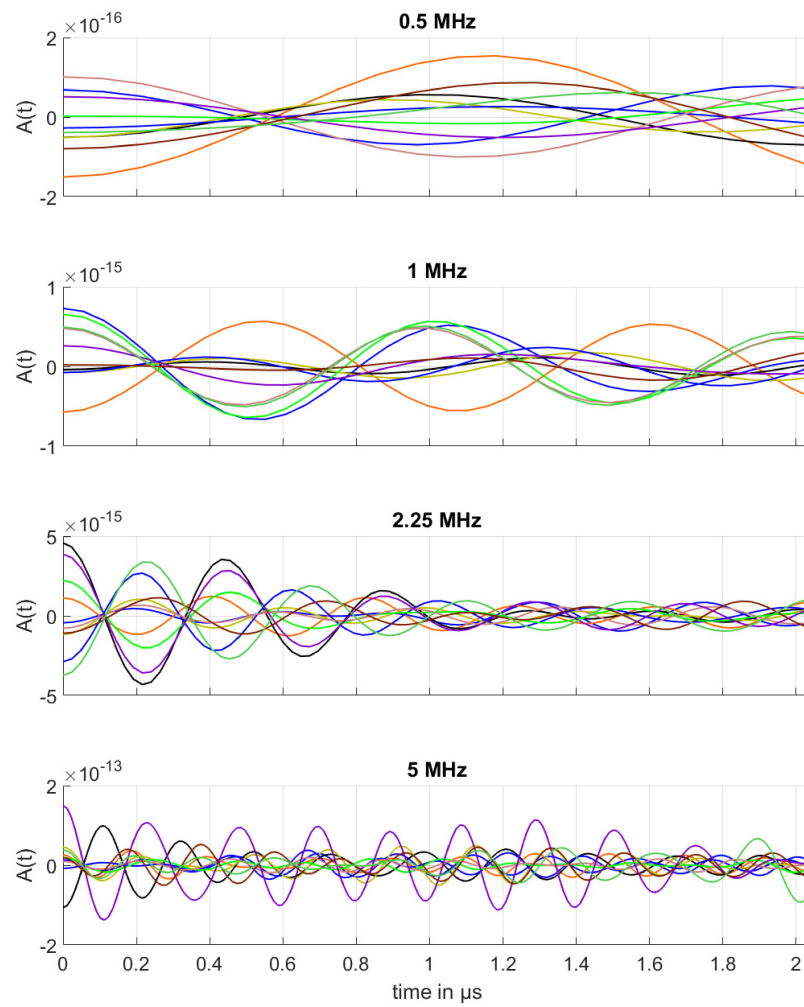 ×10⁻¹⁶
0.5 MHz
2
0
-2
A(t)
×10⁻¹⁵
1 MHz
1
0
-1
A(t)
×10⁻¹⁵
2.25 MHz
5
0
-5
A(t)
×10⁻¹³
5 MHz
2
0
-2
A(t)
0 0.2 0.4 0.6 0.8 1 1.2 1.4 1.6 1.8 2
time in µs